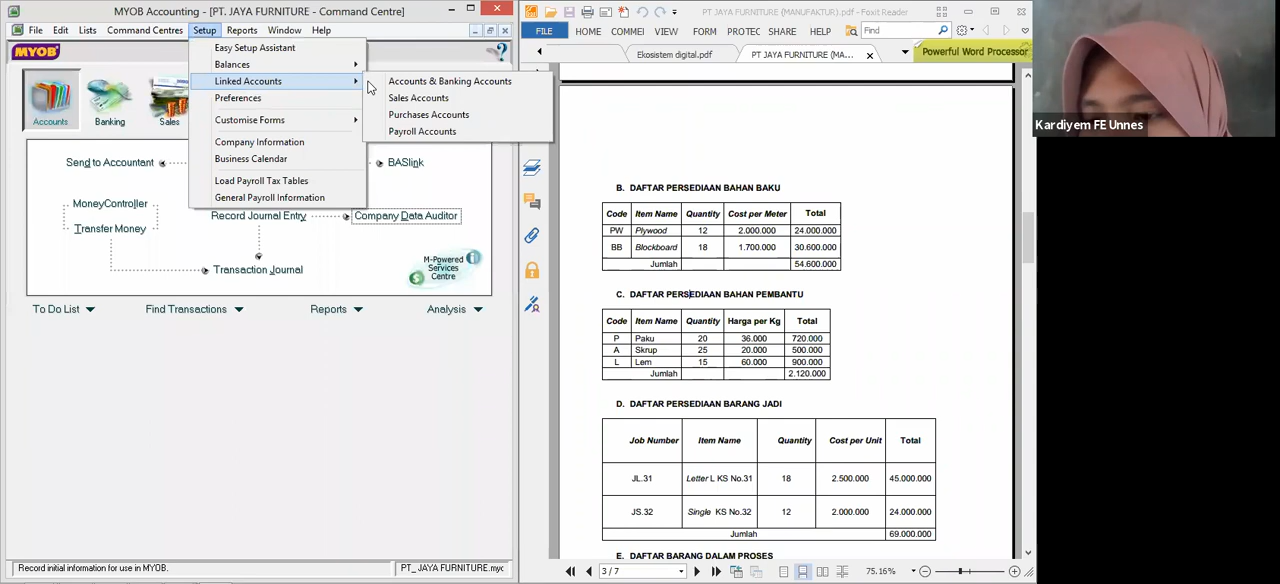 MYOB Accounting - [PT. JAYA FURNITURE - Command Centre]
File Edit Lists Command Centres Setup Reports Window Help
MYOB
Easy Setup Assistant
Balances
Linked Accounts
Preferences
Customise Forms
Company Information
Business Calendar
Load Payroll Tax Tables
General Payroll Information
Accounts & Banking Accounts
Sales Accounts
Purchases Accounts
Payroll Accounts
Accounts Banking Sales
Send to Accountant BASlink
MoneyController
Transfer Money Record Journal Entry Company Data Auditor
Transaction Journal
M-Powered
Services
Centre
To Do List Find Transactions Reports Analysis
Record initial information for use in MYOB. PT_ JAYA FURNITURE.myo
PT JAYA FURNITURE (MANUFAKTUR).pdf - Foxit Reader
FILE HOME COMMEI VIEW FORM PROTEC SHARE HELP Find
Ekosistem digital.pdf PT JAYA FURNITURE (MA...
Powerful Word Processor
B. DAFTAR PERSEDIAAN BAHAN BAKU
Code Item Name Quantity Cost per Meter Total
PW Plywood 12 2.000.000 24.000.000
BB Blockboard 18 1.700.000 30.600.000
Jumlah 54.600.000
C. DAFTAR PERSEDIAAN BAHAN PEMBANTU
Code Item Name Quantity Harga per Kg Total
P Paku 20 36.000 720.000
A Skrup 25 20.000 500.000
L Lem 15 60.000 900.000
Jumlah 2.120.000
D. DAFTAR PERSEDIAAN BARANG JADI
Job Number Item Name Quantity Cost per Unit Total
JL.31 Letter L KS No.31 18 2.500.000 45.000.000
JS.32 Single KS No.32 12 2.000.000 24.000.000
Jumlah 69.000.000
E. DAFTAR BARANG DALAM PROSES
3 / 7 75.16%
Kardiyem FE Unnes